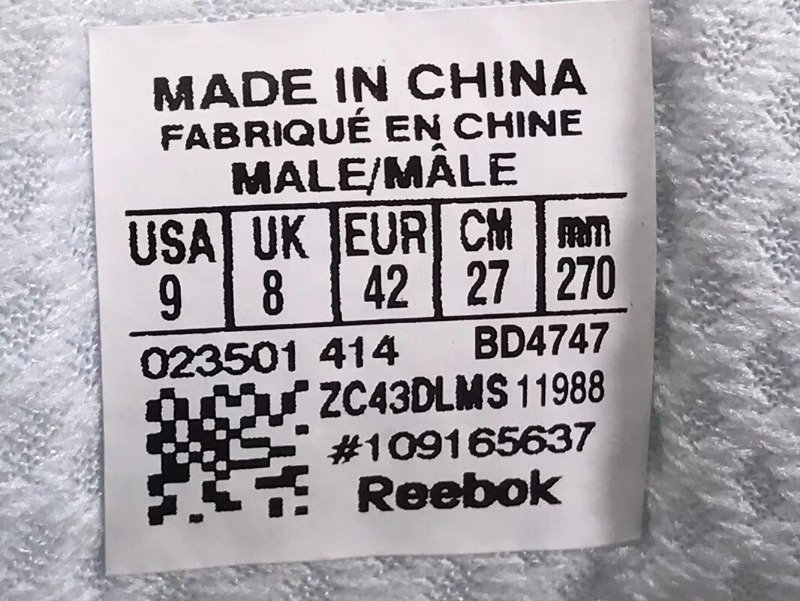 MADE IN CHINA
FABRIQUÉ EN CHINE
MALE/MÂLE
USA UK EUR CM mm
9 8 42 27 270
023501 414 BD4747
ZC43DLMS 11988
#109165637
Reebok